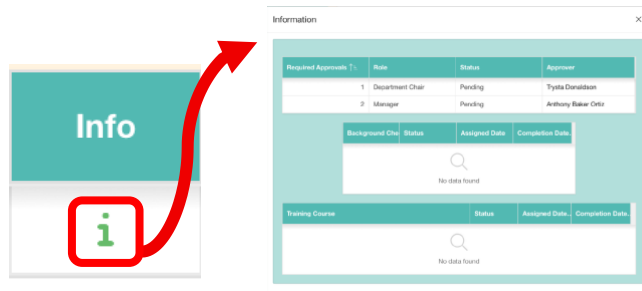 Information ×
Required Approvals Role Status Approver
1 Department Chair Pending Trysta Donaldson
2 Manager Pending Anthony Baker Ortiz
Info
i
Background Che Status Assigned Date Completion Date.
No data found
Training Course Status Assigned Date.. Completion Date.
No data found